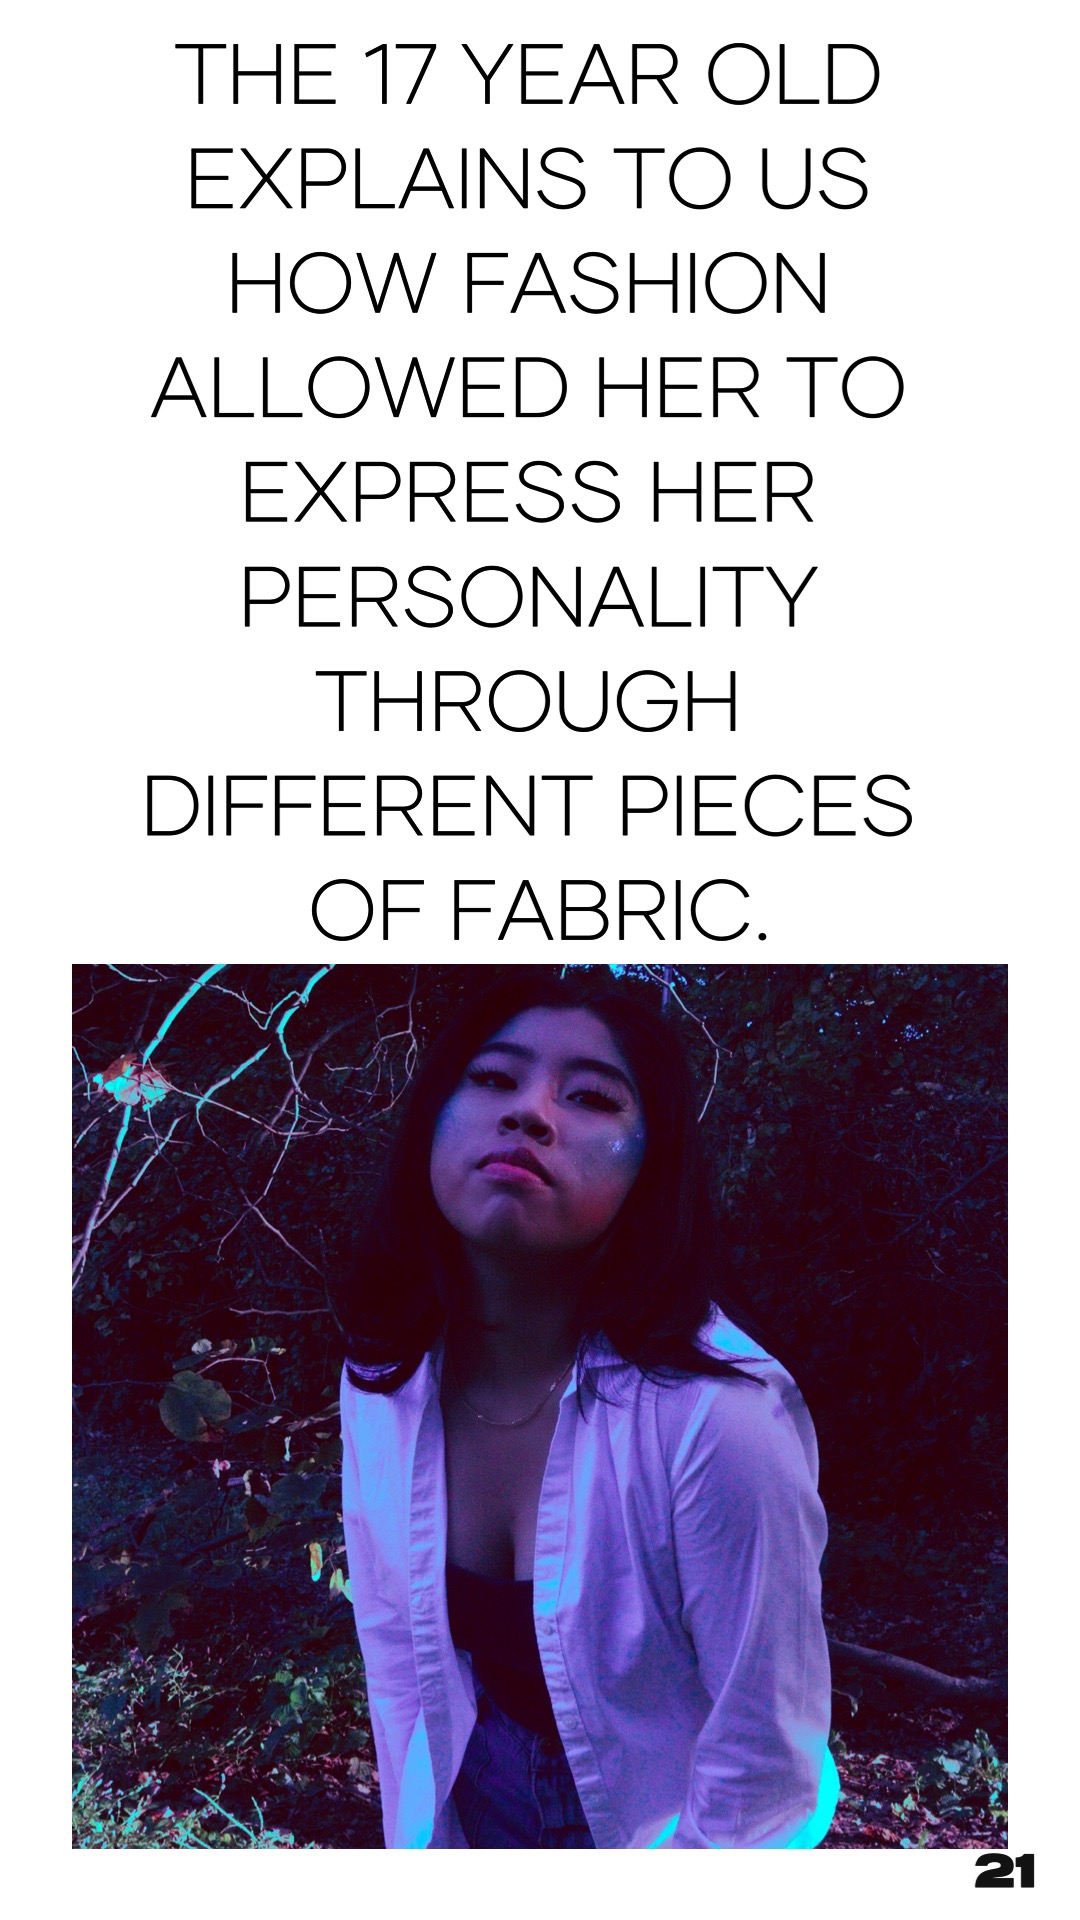 THE 17 YEAR OLD
EXPLAINS TO US
HOW FASHION
ALLOWED HER TO
EXPRESS HER
PERSONALITY
THROUGH
DIFFERENT PIECES
OF FABRIC.
21